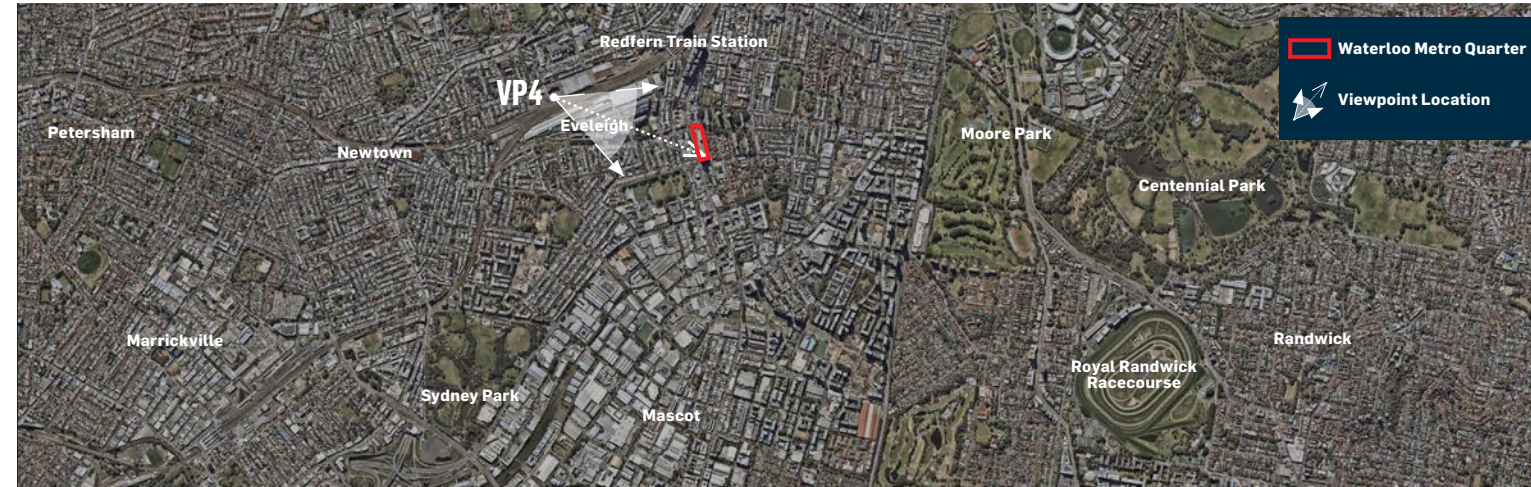 Redfern Train Station
Waterloo Metro Quarter
VP4
Viewpoint Location
Eveleigh
Petersham
Moore Park
Newtown
Centennial Park
Marrickville
Randwick
Royal Randwick
Racecourse
Sydney Park
Mascot